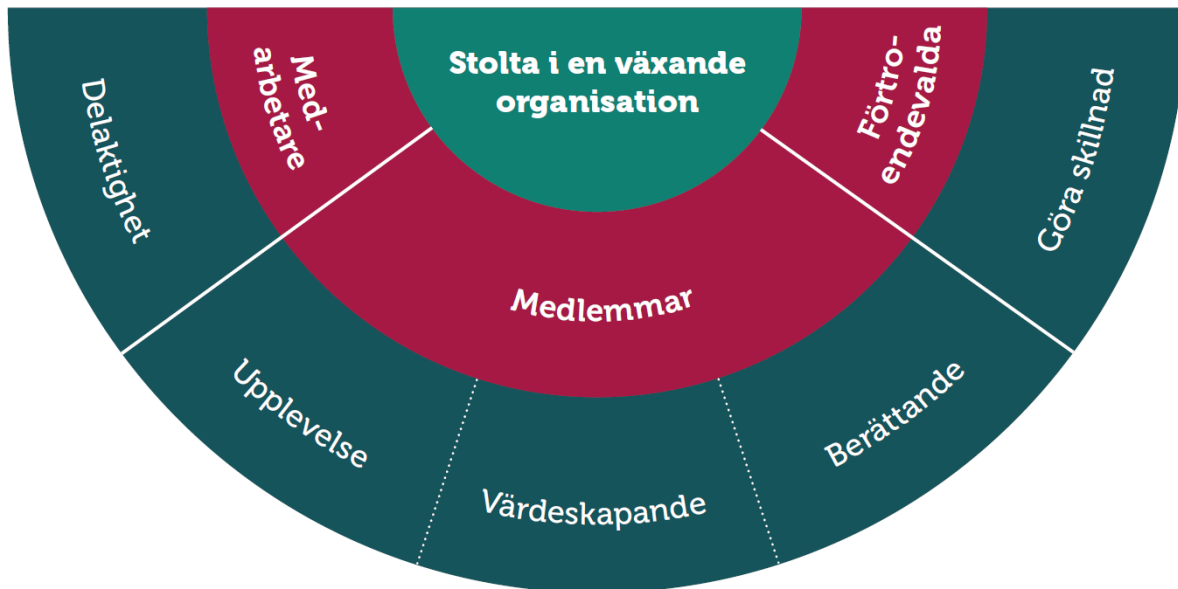 Stolta i en växande
organisation
Med-
arbetare
Medlemmar
Förtro-
endevalda
Delaktighet
Upplevelse
Värdeskapande
Berättande
Göra skillnad